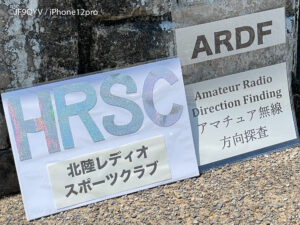 JF9OYV / iPhone12pro
HRSC
北陸レディオ
スポーツクラブ
ARDF
Amateur Radio
Direction Finding
アマチュア無線
方向探査